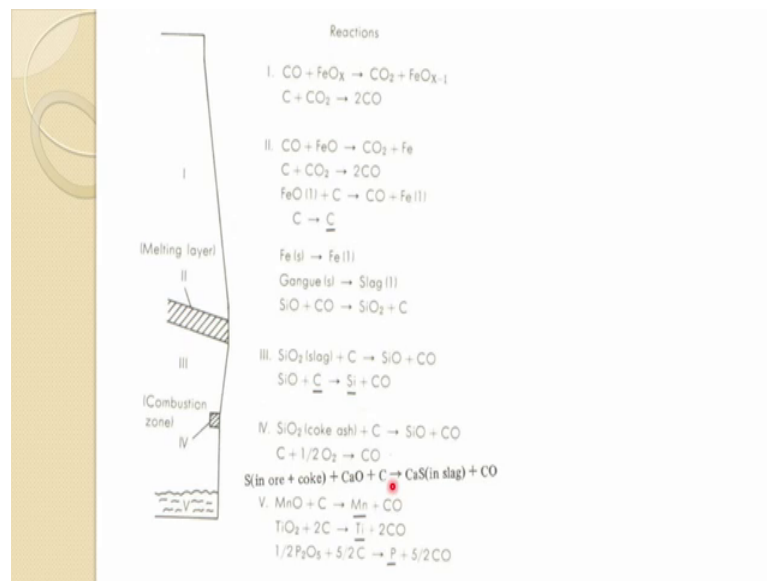 Reactions
I. CO + FeOx → CO₂ + FeOx-1
C + CO₂ → 2CO
II. CO + FeO → CO₂ + Fe
C + CO₂ → 2CO
FeO (l) + C → CO + Fe (l)
C → C
Fe (s) → Fe (l)
Gangue (s) → Slag (l)
SiO + CO → SiO₂ + C
III. SiO₂ (slag) + C → SiO + CO
SiO + C → Si + CO
IV. SiO₂ (coke ash) + C → SiO + CO
C + 1/2 O₂ → CO
S(in ore + coke) + CaO + C → CaS(in slag) + CO
V. MnO + C → Mn + CO
TiO₂ + 2C → Ti + 2CO
1/2 P₂O₅ + 5/2 C → P + 5/2 CO
I
(Melting layer)
II
III
(Combustion
zone)
IV
V